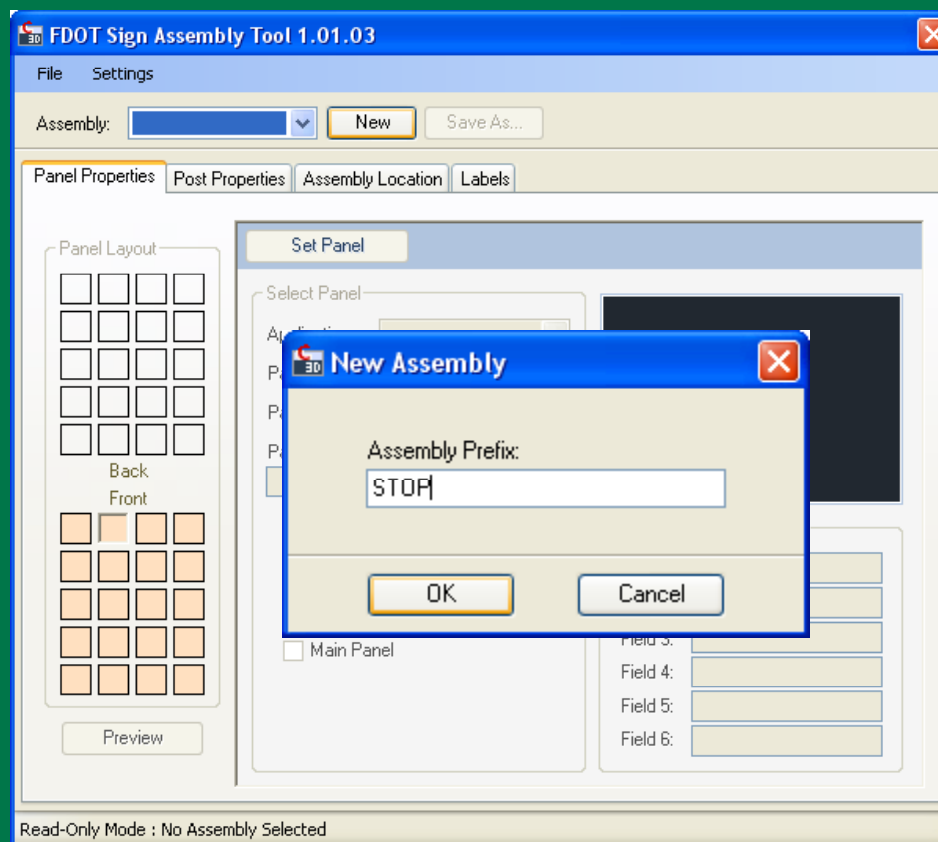 FDOT Sign Assembly Tool 1.01.03
File Settings
Assembly: New Save As...
Panel Properties Post Properties Assembly Location Labels
Panel Layout
Set Panel
Select Panel
New Assembly
Assembly Prefix:
STOP
OK Cancel
Back
Front
Main Panel
Field 3:
Field 4:
Field 5:
Field 6:
Preview
Read-Only Mode : No Assembly Selected